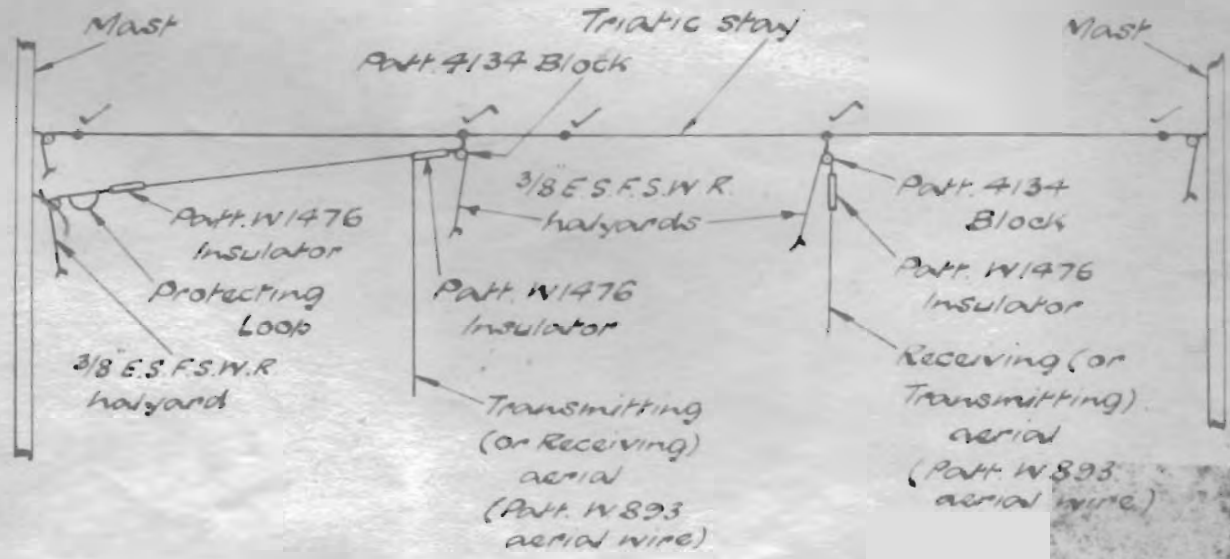 Mast
Triatic stay
Mast
Patt. 4134 Block
3/8 E.S.F.S.W.R.
halyards
Patt. 4134
Block
Patt. W1476
Insulator
Patt. W1476
Insulator
Patt. W1476
Insulator
Protecting
Loop
3/8" E.S.F.S.W.R.
halyard
Transmitting
(or Receiving)
aerial
(Patt. W893
aerial wire)
Receiving (or
Transmitting)
aerial
(Patt. W893
aerial wire)